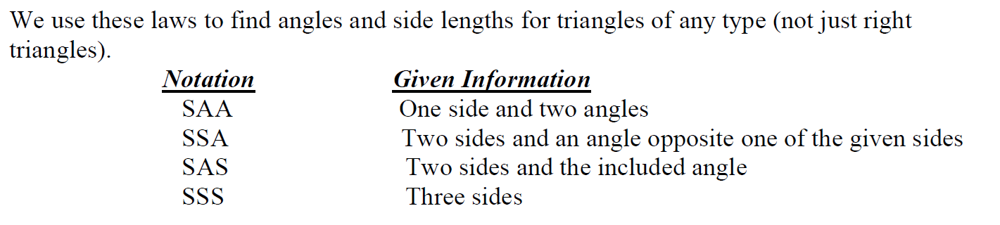 We use these laws to find angles and side lengths for triangles of any type (not just right
triangles).
Notation Given Information
SAA One side and two angles
SSA Two sides and an angle opposite one of the given sides
SAS Two sides and the included angle
SSS Three sides